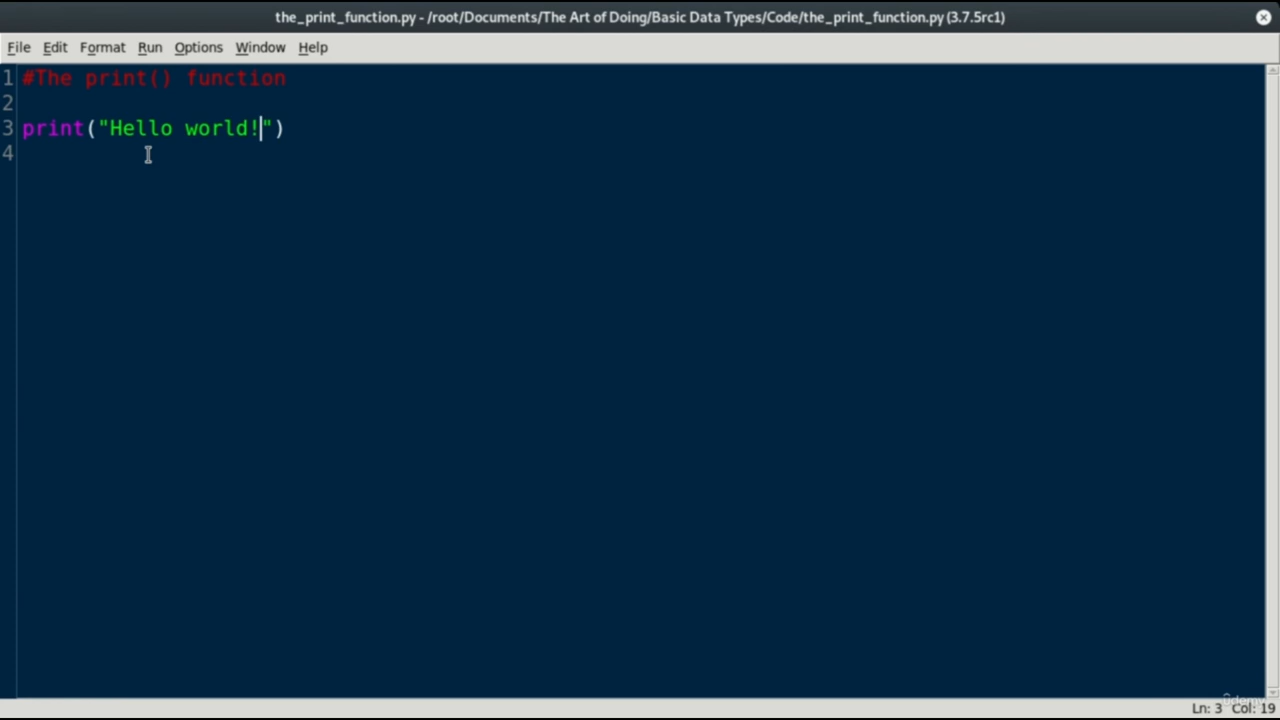 the_print_function.py - /root/Documents/The Art of Doing/Basic Data Types/Code/the_print_function.py (3.7.5rc1)
File Edit Format Run Options Window Help
1 #The print() function
2
3 print("Hello world!")
4
ûdemy
Ln: 3 Col: 19